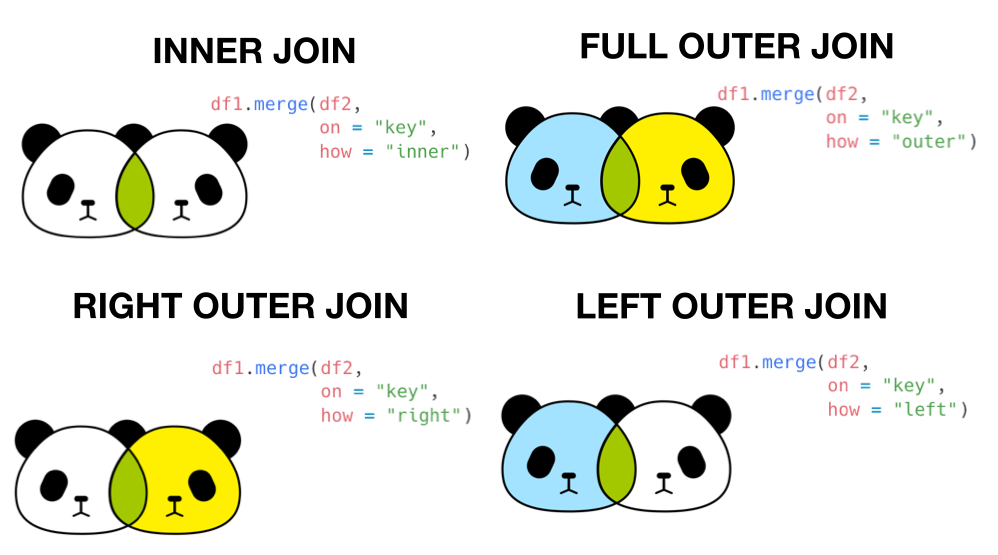 INNER JOIN
df1.merge(df2,
on = "key",
how = "inner")
FULL OUTER JOIN
df1.merge(df2,
on = "key",
how = "outer")
RIGHT OUTER JOIN
df1.merge(df2,
on = "key",
how = "right")
LEFT OUTER JOIN
df1.merge(df2,
on = "key",
how = "left")